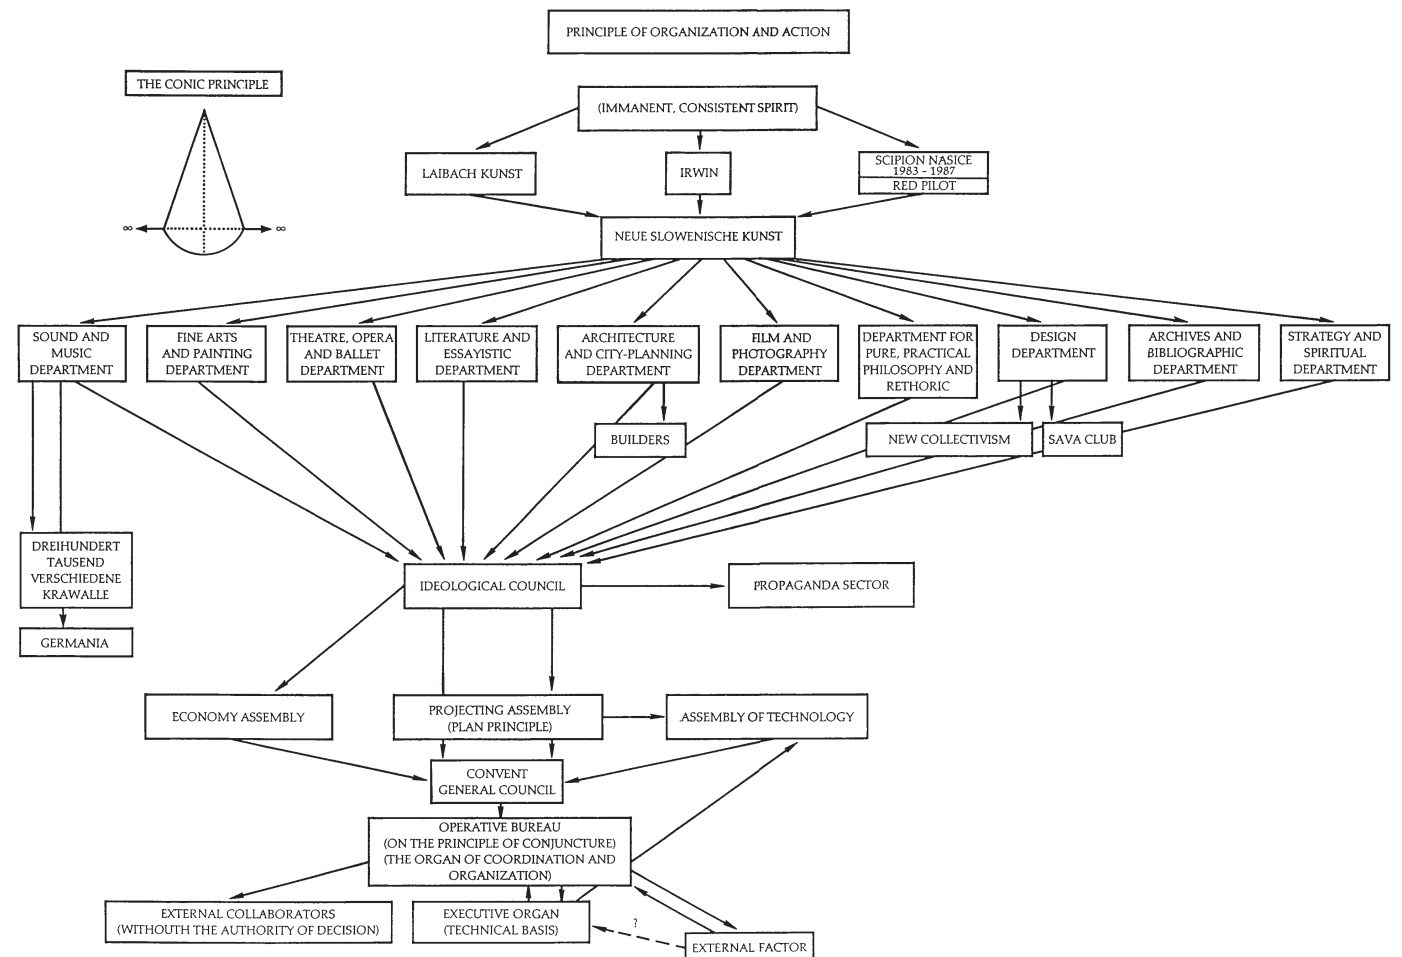 PRINCIPLE OF ORGANIZATION AND ACTION
THE CONIC PRINCIPLE
∞
∞
(IMMANENT, CONSISTENT SPIRIT)
LAIBACH KUNST
IRWIN
SCIPION NASICE
1983 - 1987
RED PILOT
NEUE SLOWENISCHE KUNST
SOUND AND
MUSIC
DEPARTMENT
FINE ARTS
AND PAINTING
DEPARTMENT
THEATRE, OPERA
AND BALLET
DEPARTMENT
LITERATURE AND
ESSAYISTIC
DEPARTMENT
ARCHITECTURE
AND CITY-PLANNING
DEPARTMENT
FILM AND
PHOTOGRAPHY
DEPARTMENT
DEPARTMENT FOR
PURE, PRACTICAL
PHILOSOPHY AND
RETHORIC
DESIGN
DEPARTMENT
ARCHIVES AND
BIBLIOGRAPHIC
DEPARTMENT
STRATEGY AND
SPIRITUAL
DEPARTMENT
BUILDERS
NEW COLLECTIVISM
SAVA CLUB
DREIHUNDERT
TAUSEND
VERSCHIEDENE
KRAWALLE
GERMANIA
IDEOLOGICAL COUNCIL
PROPAGANDA SECTOR
ECONOMY ASSEMBLY
PROJECTING ASSEMBLY
(PLAN PRINCIPLE)
ASSEMBLY OF TECHNOLOGY
CONVENT
GENERAL COUNCIL
OPERATIVE BUREAU
(ON THE PRINCIPLE OF CONJUNCTURE)
(THE ORGAN OF COORDINATION AND
ORGANIZATION)
EXTERNAL COLLABORATORS
(WITHOUTH THE AUTHORITY OF DECISION)
EXECUTIVE ORGAN
(TECHNICAL BASIS)
?
EXTERNAL FACTOR